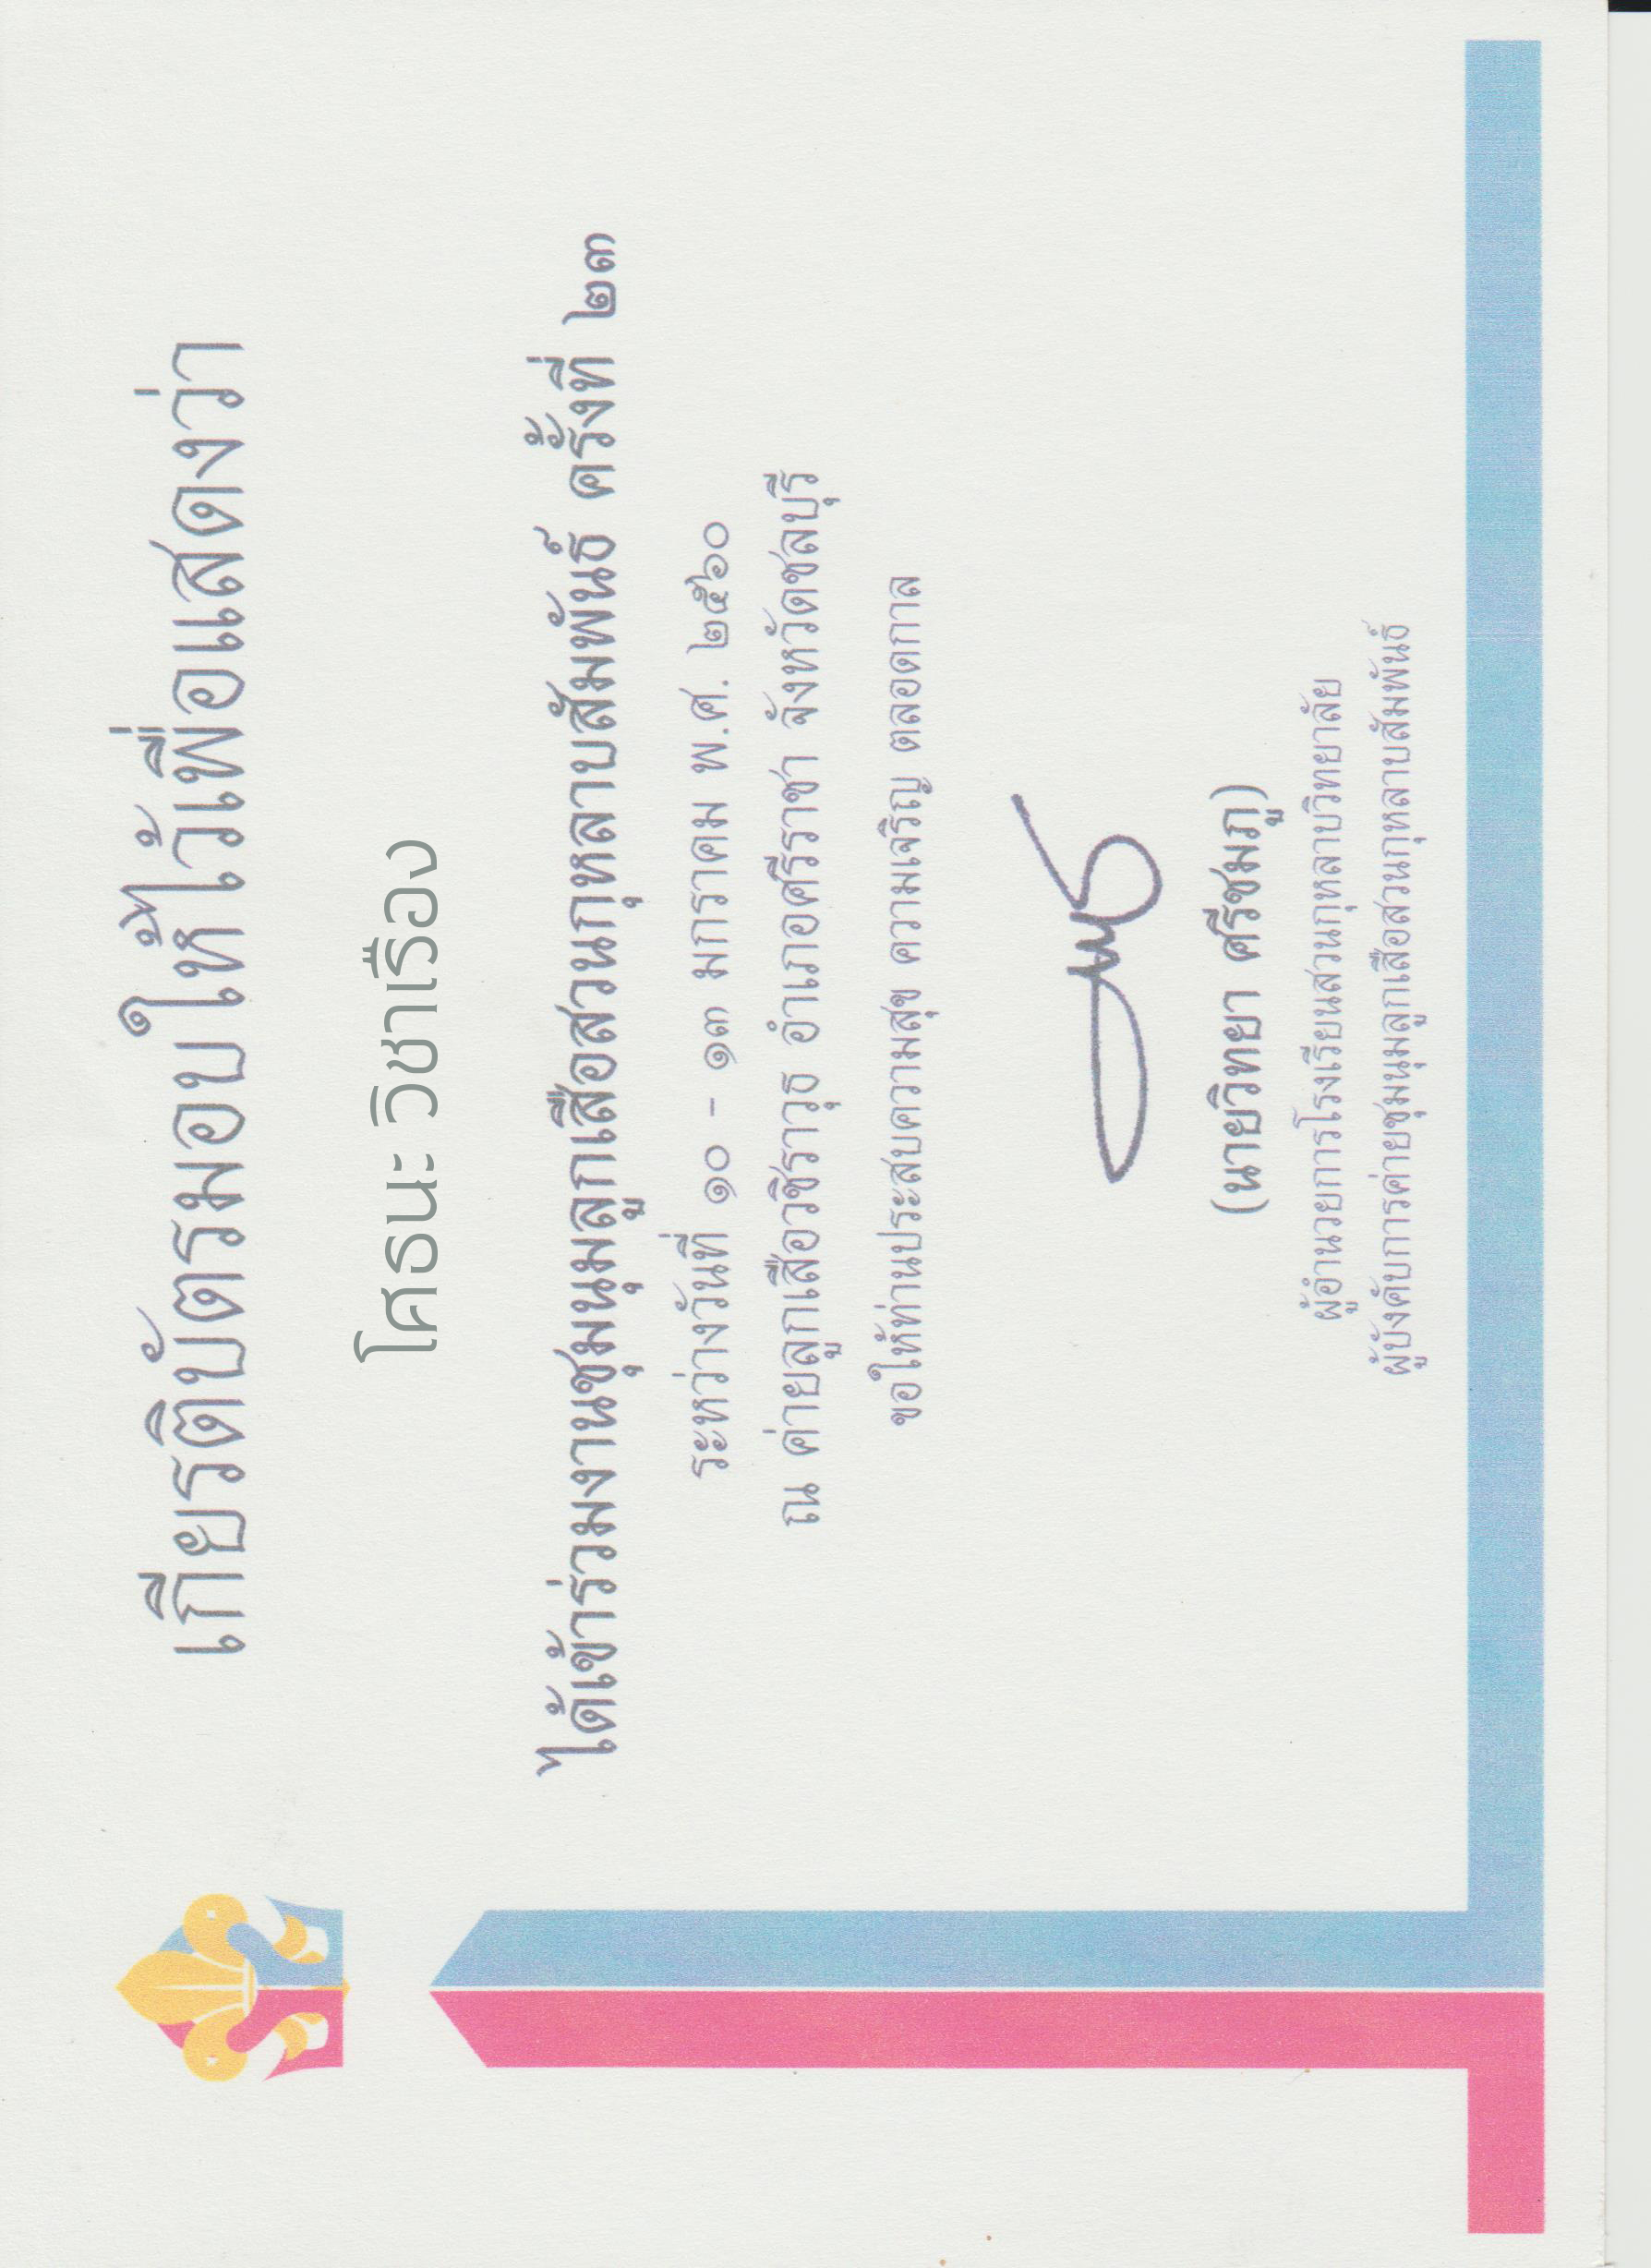 เกียรติบัตรมอบให้ไว้เพื่อแสดงว่า
โศธนะ วิชาเรือง
ได้เข้าร่วมงานชุมนุมลูกเสือสวนกุหลาบสัมพันธ์ ครั้งที่ ๒๓
ระหว่างวันที่ ๑๐ - ๑๓ มกราคม พ.ศ. ๒๕๖๐
ณ ค่ายลูกเสือวชิราวุธ อำเภอศรีราชา จังหวัดชลบุรี
ขอให้ท่านประสบความสุข ความเจริญ ตลอดกาล
(นายวิทยา ศรีชมภู)
ผู้อำนวยการโรงเรียนสวนกุหลาบวิทยาลัย
ผู้บังคับการค่ายชุมนุมลูกเสือสวนกุหลาบสัมพันธ์